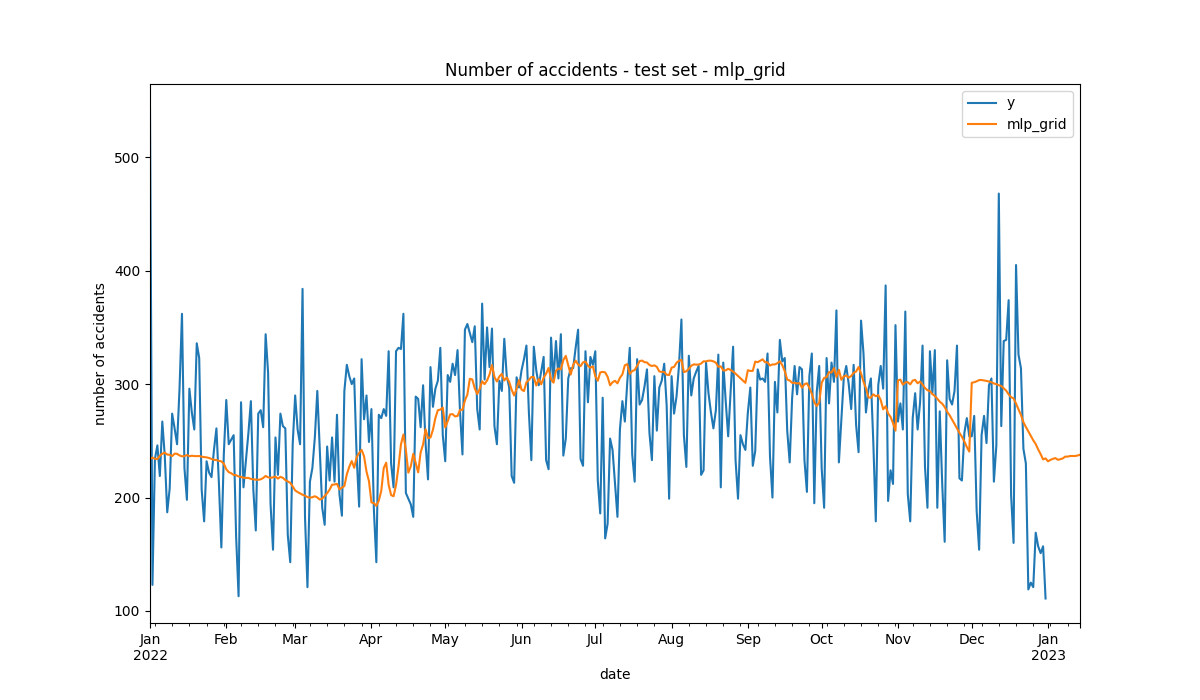 Number of accidents - test set - mlp_grid
y
mlp_grid
500
400
300
200
100
number of accidents
Jan Feb Mar Apr May Jun Jul Aug Sep Oct Nov Dec Jan
2022 2023
date